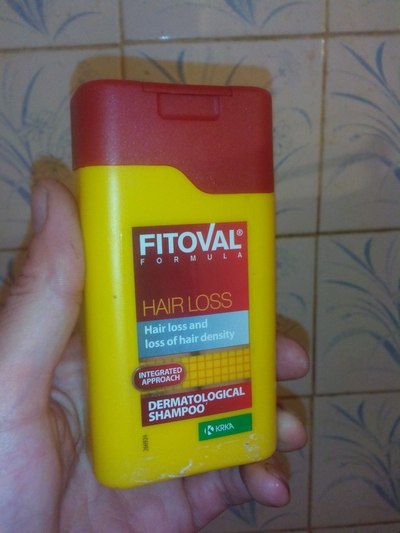 FITOVAL®
FORMULA
HAIR LOSS
Hair loss and
loss of hair density
INTEGRATED
APPROACH
DERMATOLOGICAL
SHAMPOO
KRKA